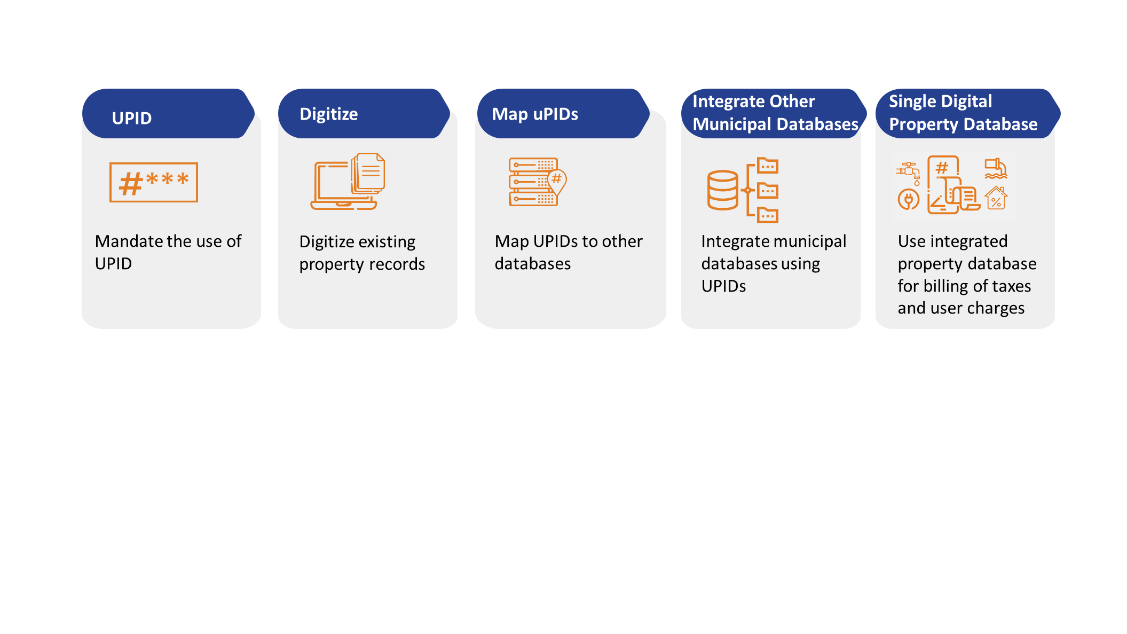 UPID
#***
Mandate the use of
UPID
Digitize
Digitize existing
property records
Map uPIDs
#
Map UPIDs to other
databases
Integrate Other
Municipal Databases
Integrate municipal
databases using
UPIDs
Single Digital
Property Database
#
%
Use integrated
property database
for billing of taxes
and user charges